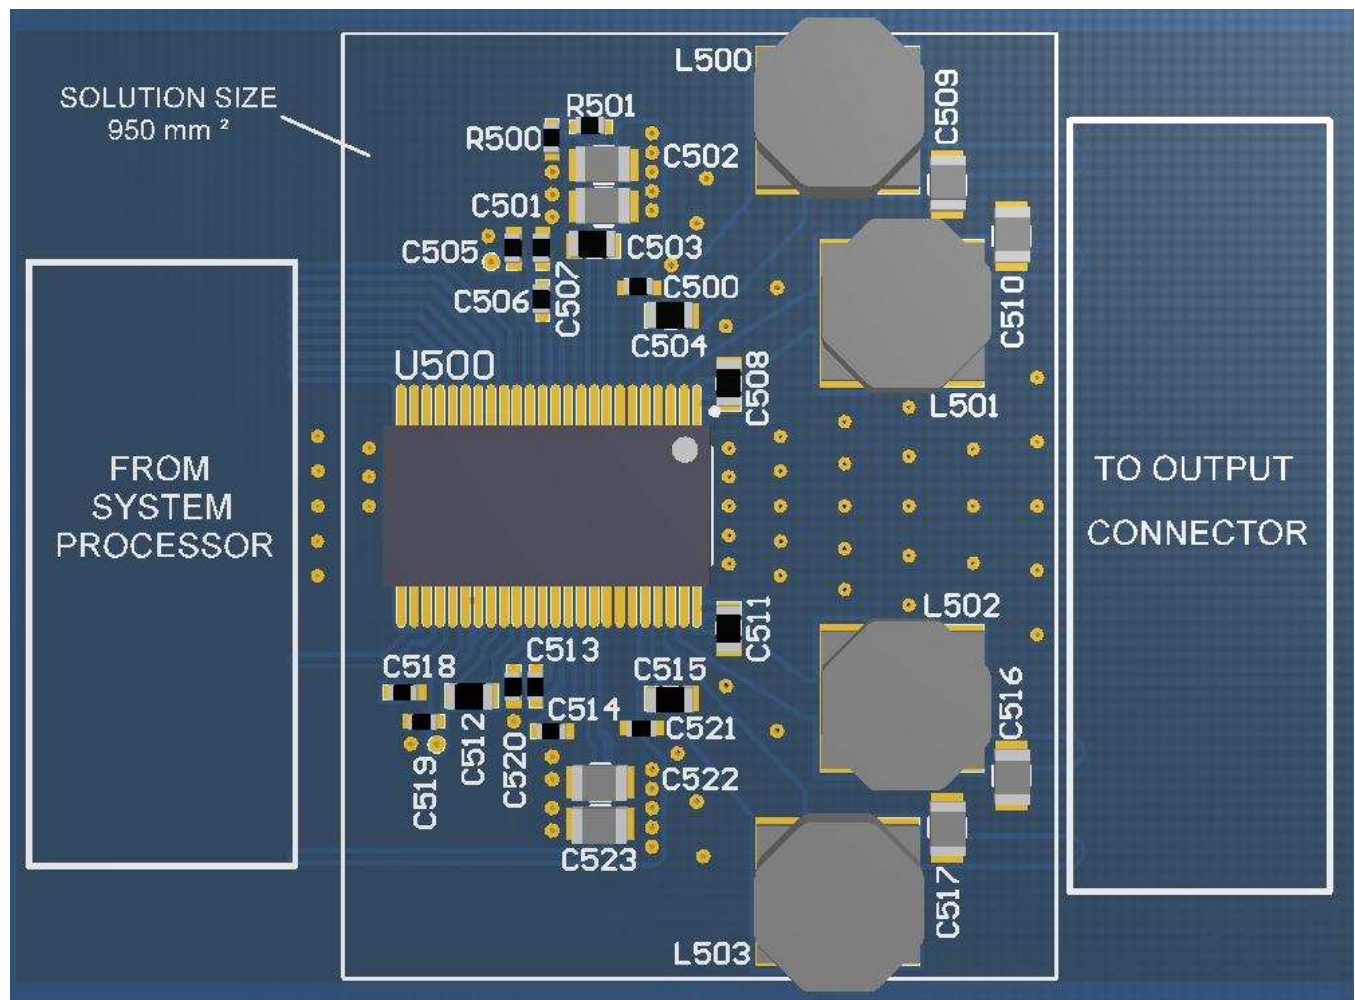 SOLUTION SIZE
950 mm ²
L500
C509
R501
R500
C502
C501
C505
C503
C507
C506
C500
C504
C510
U500
C508
L501
FROM
SYSTEM
PROCESSOR
TO OUTPUT
CONNECTOR
L502
C511
C513
C518
C515
C514
C521
C516
C512
C520
C519
C522
C523
C517
L503